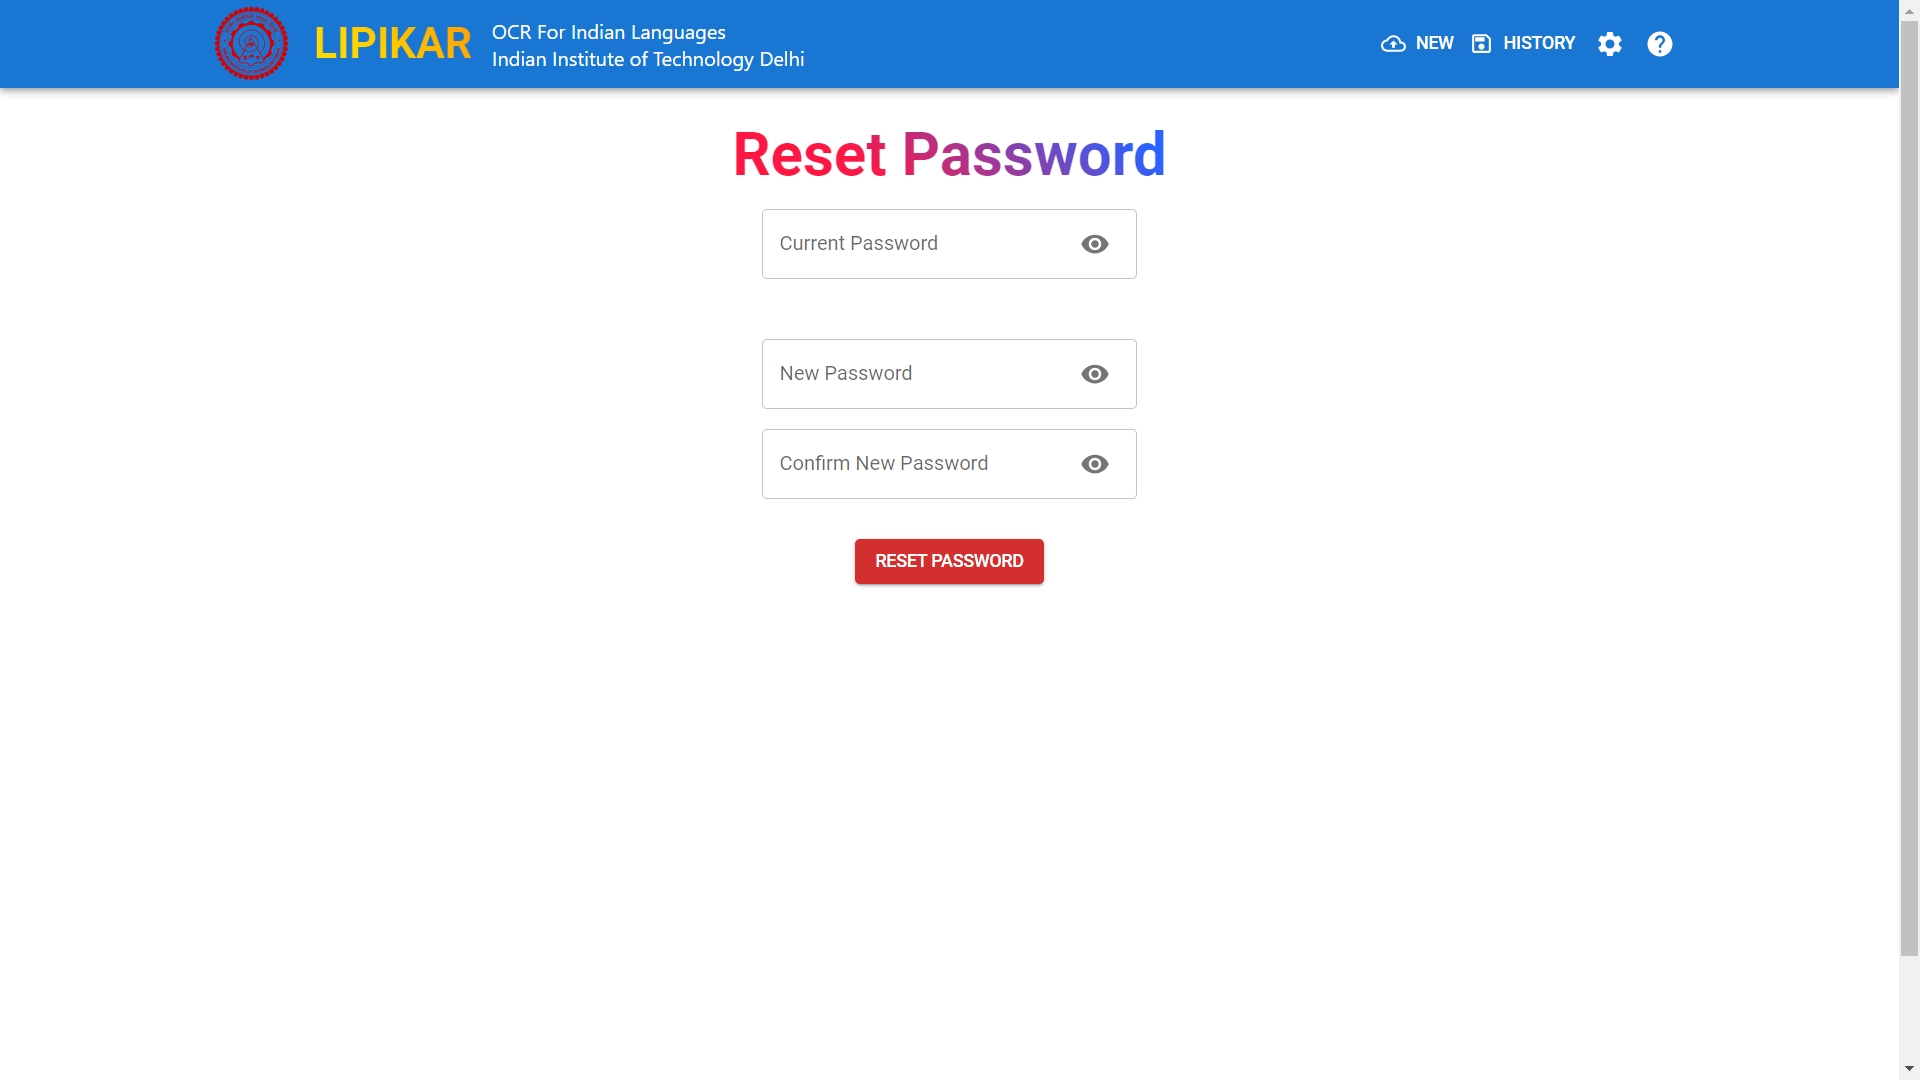 LIPIKAR
OCR For Indian Languages
Indian Institute of Technology Delhi
NEW
HISTORY
Reset Password
Current Password
New Password
Confirm New Password
RESET PASSWORD